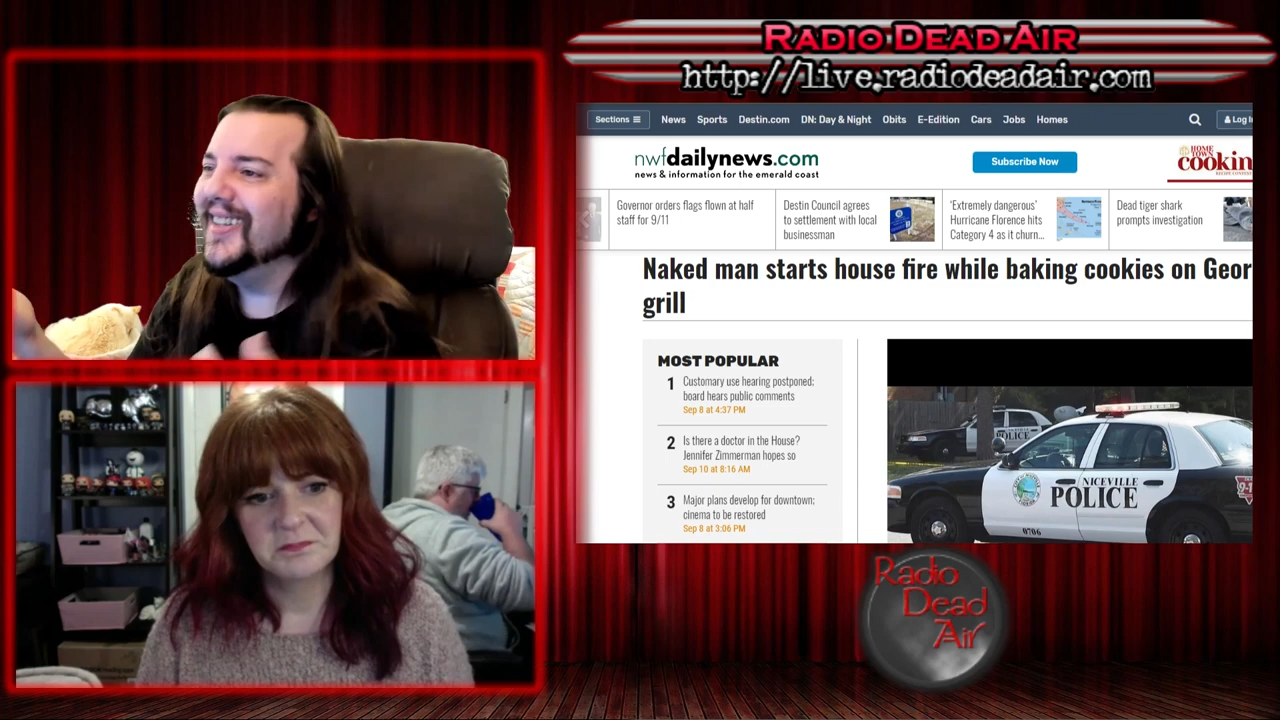 RADIO DEAD AIR
http://live.radiodeadair.com
Sections News Sports Destin.com DN: Day & Night Obits E-Edition Cars Jobs Homes
nwfdailynews.com
news & information for the emerald coast
Subscribe Now
HOME
TOWN
Governor orders flags flown at half
staff for 9/11
Destin Council agrees
to settlement with local
businessman
'Extremely dangerous'
Hurricane Florence hits
Category 4 as it churn...
Dead tiger shark
prompts investigation
Naked man starts house fire while baking cookies on Geor
grill
MOST POPULAR
1 Customary use hearing postponed;
board hears public comments
Sep 8 at 4:37 PM
2 Is there a doctor in the House?
Jennifer Zimmerman hopes so
Sep 10 at 8:16 AM
3 Major plans develop for downtown;
cinema to be restored
Sep 8 at 3:06 PM
POLICE
NICEVILLE
POLICE
0706
Radio
Dead
Air